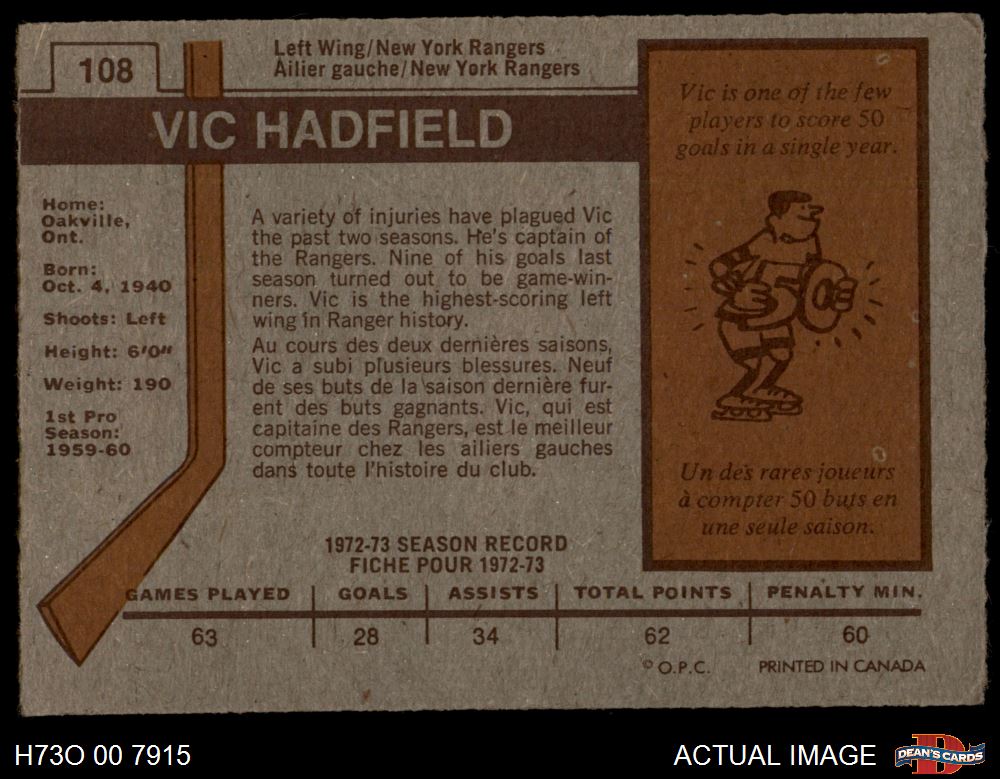 108
Left Wing/New York Rangers
Ailier gauche/New York Rangers
VIC HADFIELD
Home:
Oakville,
Ont.
Born:
Oct. 4, 1940
Shoots: Left
Height: 6'0"
Weight: 190
1st Pro
Season:
1959-60
A variety of injuries have plagued Vic
the past two seasons. He's captain of
the Rangers. Nine of his goals last
season turned out to be game-win-
ners. Vic is the highest-scoring left
wing in Ranger history.
Au cours des deux dernières saisons,
Vic a subi plusieurs blessures. Neuf
de ses buts de la saison dernière fur-
ent des buts gagnants. Vic, qui est
capitaine des Rangers, est le meilleur
compteur chez les ailiers gauches
dans toute l'histoire du club.
Vic is one of the few
players to score 50
goals in a single year.
50
Un des rares joueurs
à compter 50 buts en
une seule saison.
1972-73 SEASON RECORD
FICHE POUR 1972-73
GAMES PLAYED GOALS ASSISTS TOTAL POINTS PENALTY MIN.
63 28 34 62 60
© O.P.C. PRINTED IN CANADA
H73O 00 7915 ACTUAL IMAGE DEAN'S CARDS